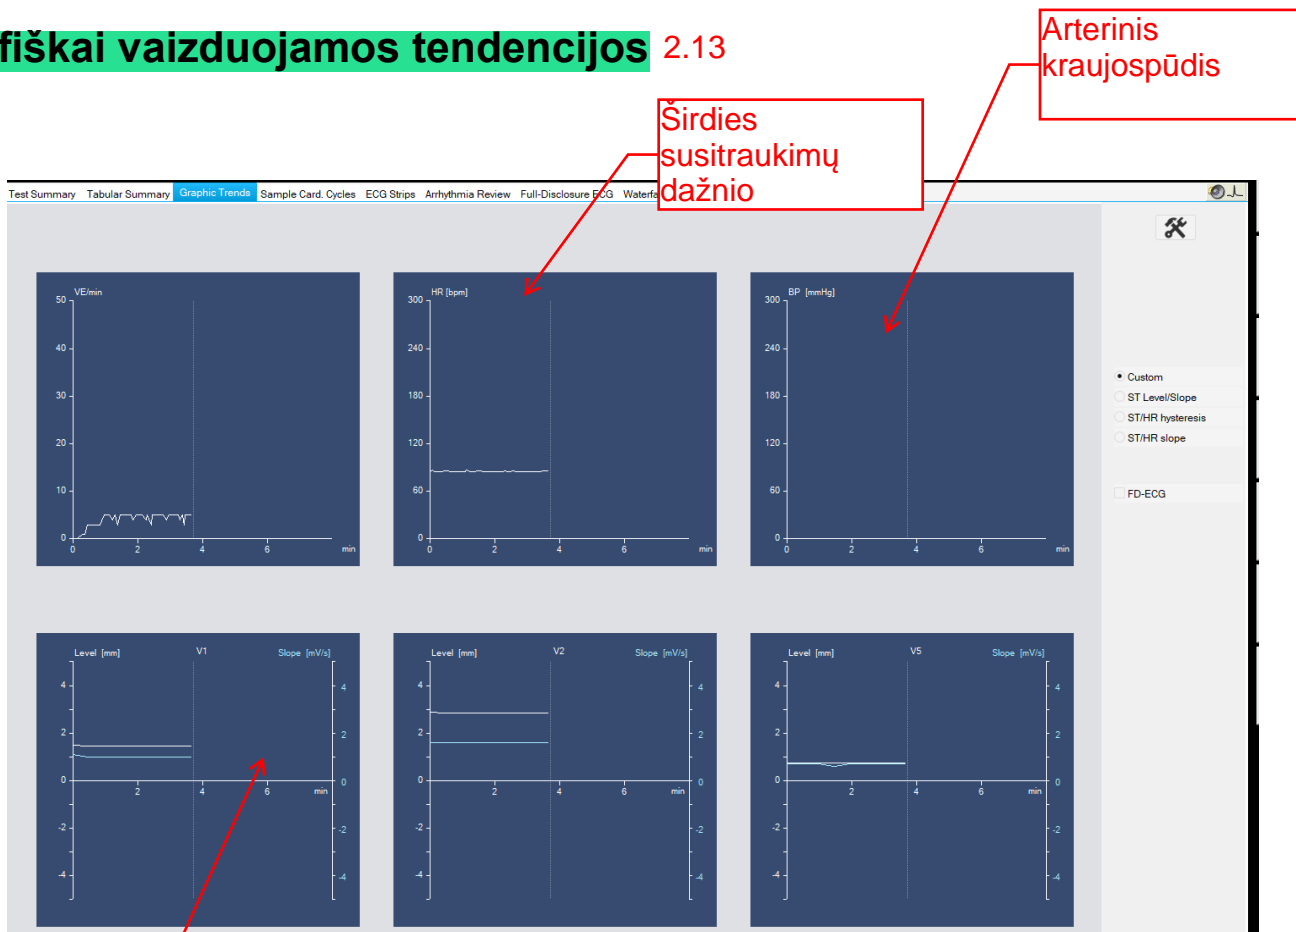 fiškai vaizduojamos tendencijos 2.13
Arterinis
kraujospūdis
Širdies
susitraukimų
dažnio
Test Summary Tabular Summary Graphic Trends Sample Card. Cycles ECG Strips Arrhythmia Review Full-Disclosure ECG
VE/min
50
40
30
20
10
0
0 2 4 6 min
HR [bpm]
300
240
180
120
60
0
0 2 4 6 min
BP [mmHg]
300
240
180
120
60
0
0 2 4 6 min
Custom
ST Level/Slope
ST/HR hysteresis
ST/HR slope
FD-ECG
Level [mm] V1 Slope [mV/s]
4 4
2 2
0 0
2 4 6 min
-2 -2
-4 -4
Level [mm] V2 Slope [mV/s]
4 4
2 2
0 0
2 4 6 min
-2 -2
-4 -4
Level [mm] V5 Slope [mV/s]
4 4
2 2
0 0
2 4 6 min
-2 -2
-4 -4